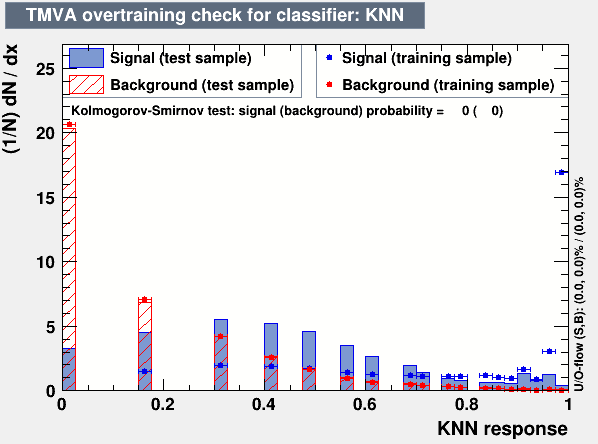 TMVA overtraining check for classifier: KNN
(1/N) dN / dx
Signal (test sample)
Background (test sample)
Signal (training sample)
Background (training sample)
Kolmogorov-Smirnov test: signal (background) probability = 0 ( 0)
25
20
15
10
5
0
0 0.2 0.4 0.6 0.8 1
KNN response
U/O-flow (S,B): (0.0, 0.0)% / (0.0, 0.0)%